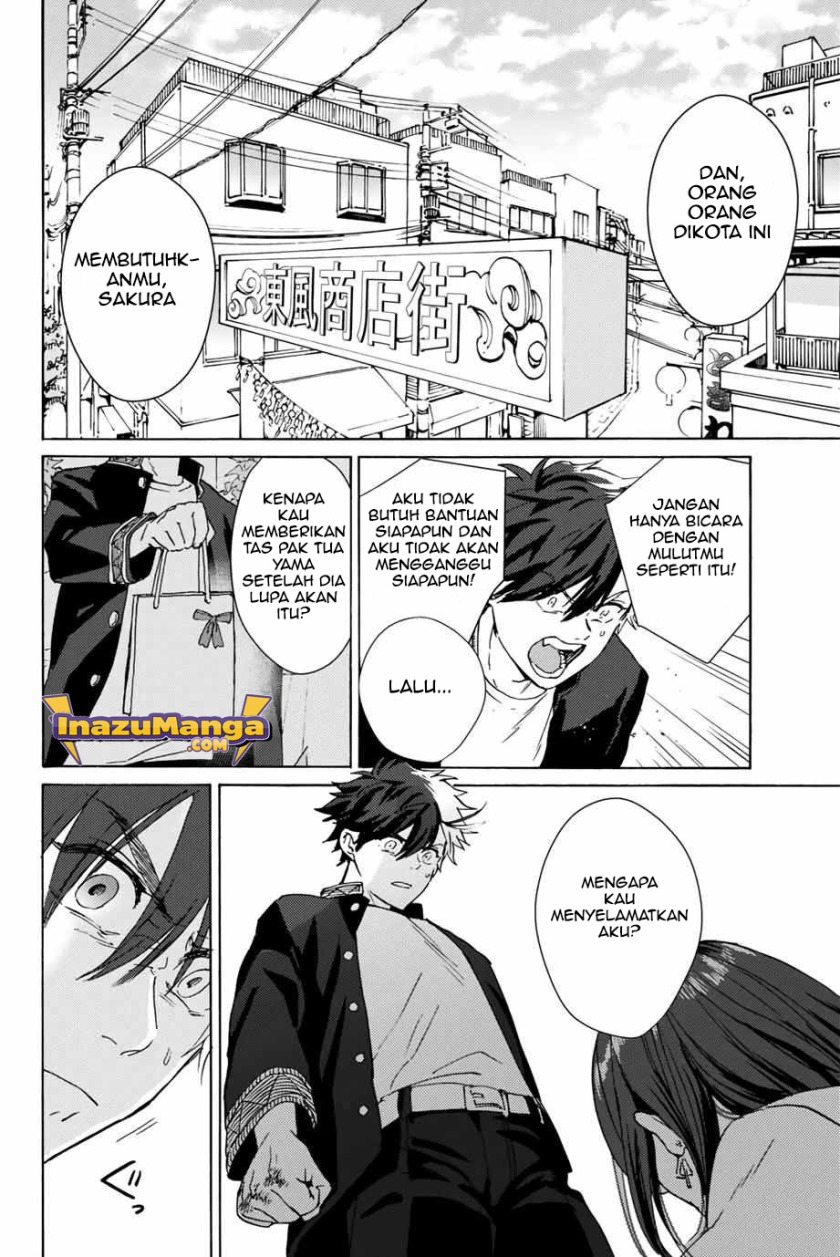 DAN,
ORANG
ORANG
DIKOTA INI
MEMBUTUHK-
ANMU,
SAKURA
東風商店街
JANGAN
HANYA BICARA
DENGAN
MULUTMU
SEPERTI ITU!
AKU TIDAK
BUTUH BANTUAN
SIAPAPUN DAN
AKU TIDAK AKAN
MENGGANGGU
SIAPAPUN!
LALU...
KENAPA
KAU
MEMBERIKAN
TAS PAK TUA
YAMA
SETELAH DIA
LUPA AKAN
ITU?
INAZUMANGA
.COM
MENGAPA
KAU
MENYELAMATKAN
AKU?